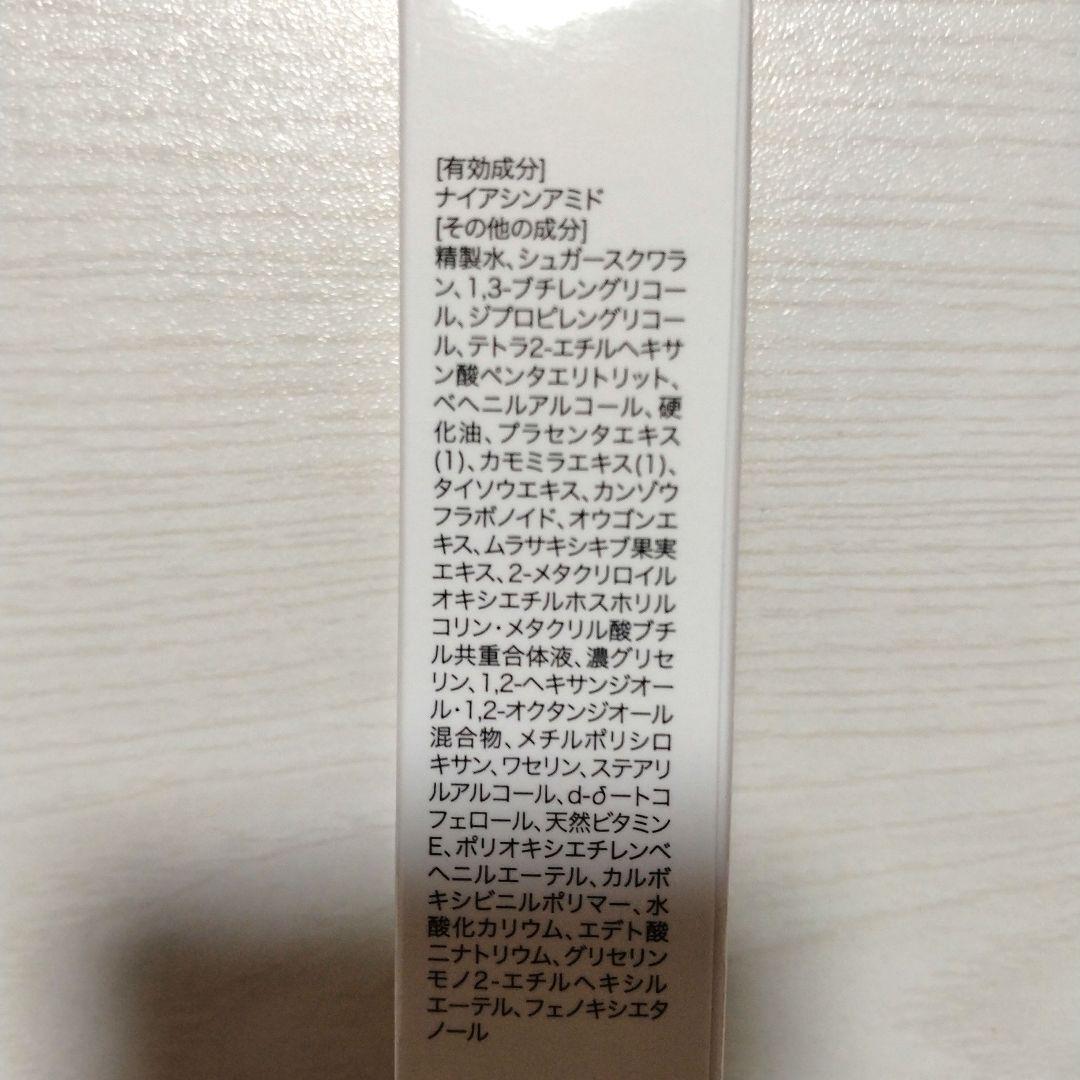 [有効成分]
ナイアシンアミド
[その他の成分]
精製水、シュガースクワラ
ン、1,3-ブチレングリコー
ル、ジプロピレングリコー
ル、テトラ2-エチルヘキサ
ン酸ペンタエリトリット、
ベヘニルアルコール、硬
化油、プラセンタエキス
(1)、カモミラエキス(1)、
タイソウエキス、カンゾウ
フラボノイド、オウゴンエ
キス、ムラサキシキブ果実
エキス、2-メタクリロイル
オキシエチルホスホリル
コリン・メタクリル酸ブチ
ル共重合体液、濃グリセ
リン、1,2-ヘキサンジオー
ル・1,2-オクタンジオール
混合物、メチルポリシロ
キサン、ワセリン、ステアリ
ルアルコール、d-δートコ
フェロール、天然ビタミン
E、ポリオキシエチレンベ
ヘニルエーテル、カルボ
キシビニルポリマー、水
酸化カリウム、エデト酸
二ナトリウム、グリセリン
モノ2-エチルヘキシル
エーテル、フェノキシエタ
ノール